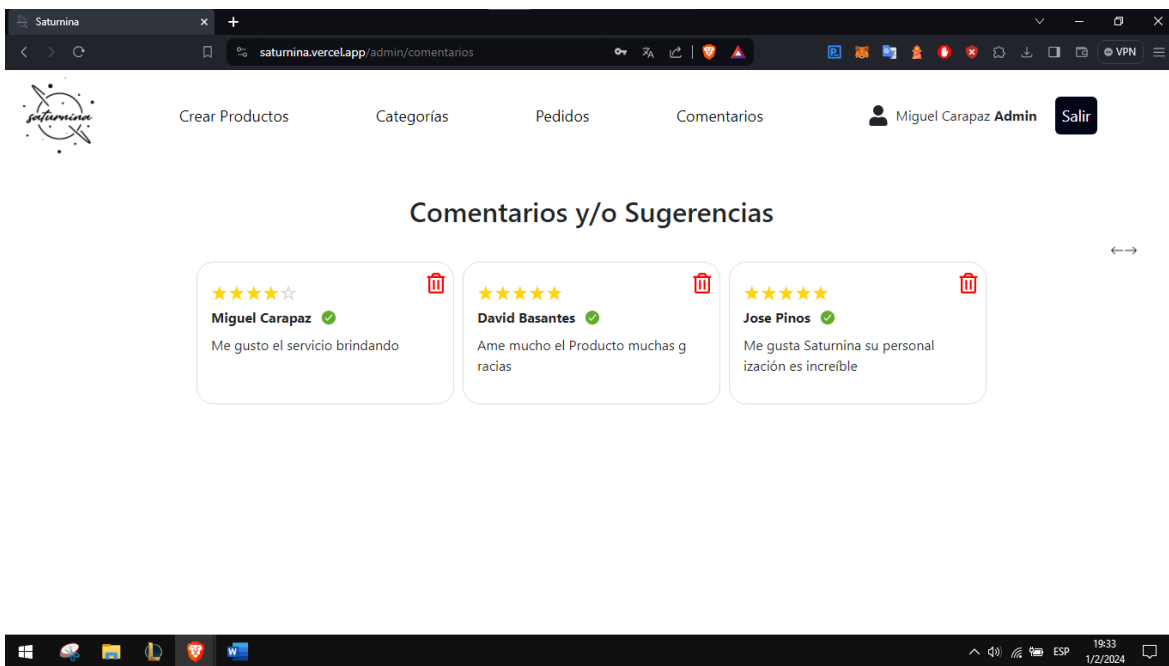 Saturnina
saturnina.vercel.app/admin/comentarios
VPN
saturnina
Crear Productos
Categorías
Pedidos
Comentarios
Miguel Carapaz Admin
Salir
Comentarios y/o Sugerencias
Miguel Carapaz
Me gusto el servicio brindando
David Basantes
Ame mucho el Producto muchas g
racias
Jose Pinos
Me gusta Saturnina su personal
ización es increíble
ESP
19:33
1/2/2024